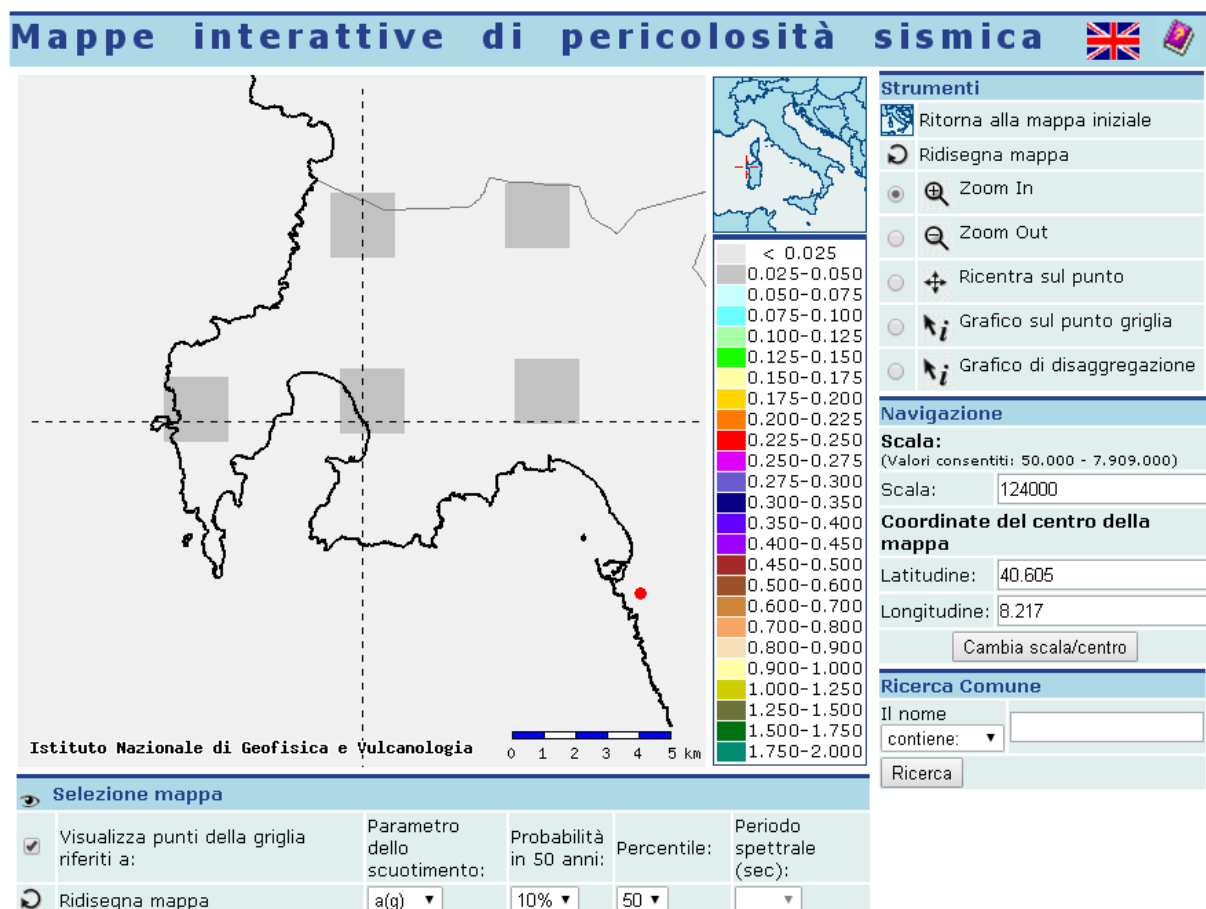 Mappe interattive di pericolosità sismica
Istituto Nazionale di Geofisica e Vulcanologia
0 1 2 3 4 5 km
< 0.025
0.025-0.050
0.050-0.075
0.075-0.100
0.100-0.125
0.125-0.150
0.150-0.175
0.175-0.200
0.200-0.225
0.225-0.250
0.250-0.275
0.275-0.300
0.300-0.350
0.350-0.400
0.400-0.450
0.450-0.500
0.500-0.600
0.600-0.700
0.700-0.800
0.800-0.900
0.900-1.000
1.000-1.250
1.250-1.500
1.500-1.750
1.750-2.000
Strumenti
Ritorna alla mappa iniziale
Ridisegna mappa
Zoom In
Zoom Out
Ricentra sul punto
i Grafico sul punto griglia
i Grafico di disaggregazione
Navigazione
Scala:
(Valori consentiti: 50.000 - 7.909.000)
Scala: 124000
Coordinate del centro della
mappa
Latitudine: 40.605
Longitudine: 8.217
Cambia scala/centro
Ricerca Comune
Il nome
contiene:
Ricerca
Selezione mappa
Visualizza punti della griglia
riferiti a:
Parametro
dello
scuotimento:
Probabilità
in 50 anni:
Percentile:
Periodo
spettrale
(sec):
Ridisegna mappa
a(g) 10% 50